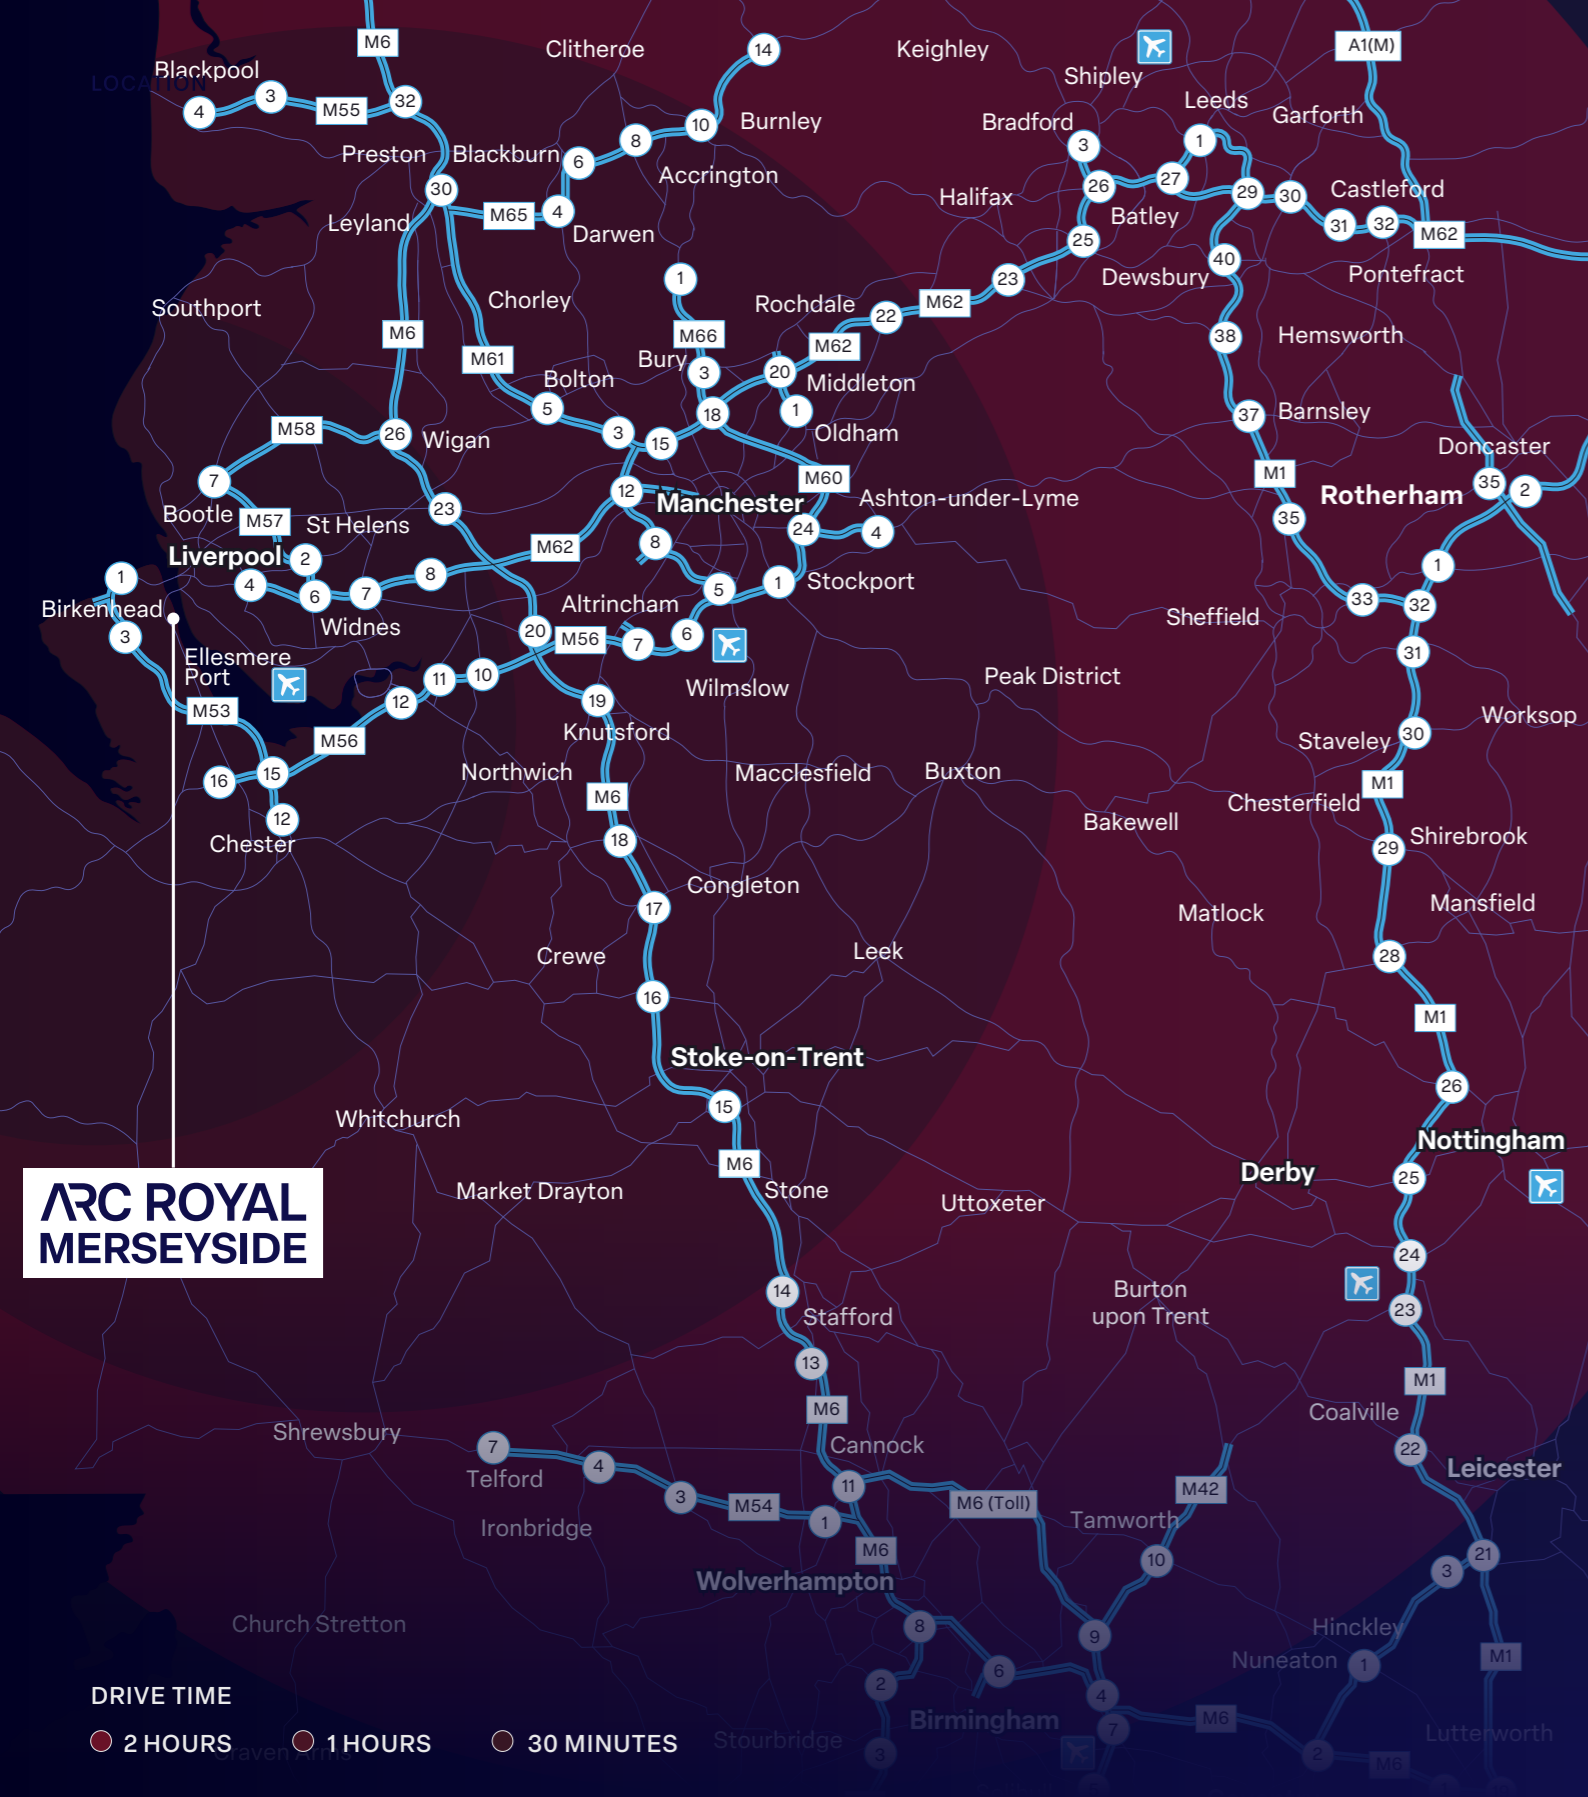 M6
Clitheroe
14
Keighley
A1(M)
LOCATION
Blackpool
Shipley
4
3
M55
32
Leeds
Garforth
10
Burnley
Bradford
3
1
Preston
Blackburn
6
8
Accrington
30
26
27
29
30
Castleford
Halifax
Batley
31
32
M62
Leyland
M65
4
Darwen
25
40
Pontefract
1
23
Dewsbury
Southport
Chorley
Rochdale
22
M62
M6
M66
M62
38
Hemsworth
M61
Bury
3
20
Middleton
Bolton
5
18
1
37
Barnsley
M58
26
Wigan
3
15
Oldham
Doncaster
7
M60
M1
35
2
12
Manchester
Ashton-under-Lyme
Rotherham
Bootle
M57
St Helens
23
24
4
35
Liverpool
2
M62
8
1
4
6
7
8
5
1
Stockport
1
33
32
Birkenhead
Widnes
Altrincham
Sheffield
3
20
M56
7
6
31
Ellesmere
Port
11
10
Wilmslow
Peak District
M53
12
19
Knutsford
Worksop
M56
Staveley
30
16
15
Northwich
M6
Macclesfield
Buxton
M1
Chesterfield
12
Chester
18
Bakewell
29
Shirebrook
Congleton
17
Matlock
Mansfield
Crewe
Leek
28
16
M1
Stoke-on-Trent
26
15
Whitchurch
Nottingham
M6
Derby
25
ARC ROYAL
MERSEYSIDE
Market Drayton
Stone
Uttoxeter
24
14
Stafford
Burton
upon Trent
23
13
M1
M6
Coalville
Shrewsbury
7
Telford
4
Cannock
22
Leicester
11
3
M54
1
M6 (Toll)
M42
Ironbridge
Tamworth
M6
10
21
3
Wolverhampton
Church Stretton
8
9
Hinckley
6
Nuneaton
1
M1
2
4
DRIVE TIME
Birmingham
7
M6
Stourbridge
3
2
M6
Lutterworth
2 HOURS
1 HOURS
30 MINUTES
Craven Arms